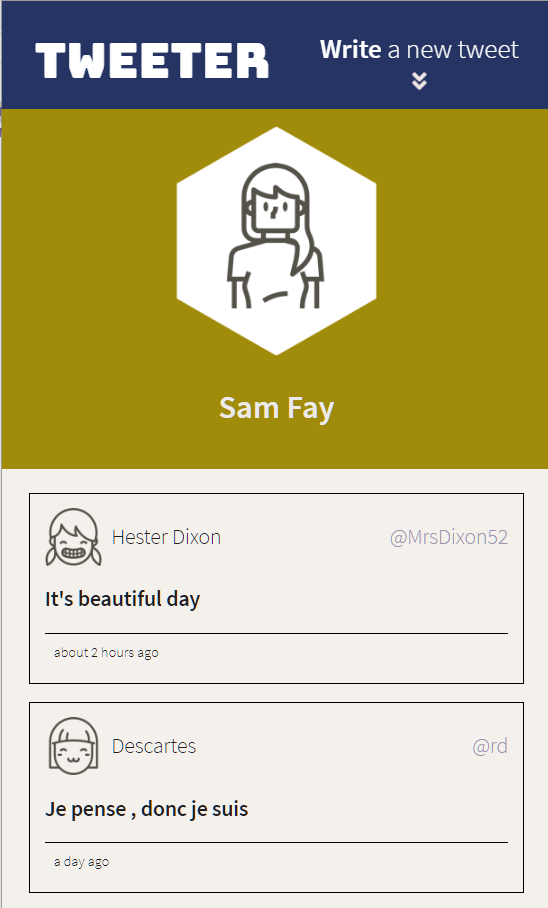 TWEETER
Write a new tweet
Sam Fay
Hester Dixon @MrsDixon52
It's beautiful day
about 2 hours ago
Descartes @rd
Je pense , donc je suis
a day ago